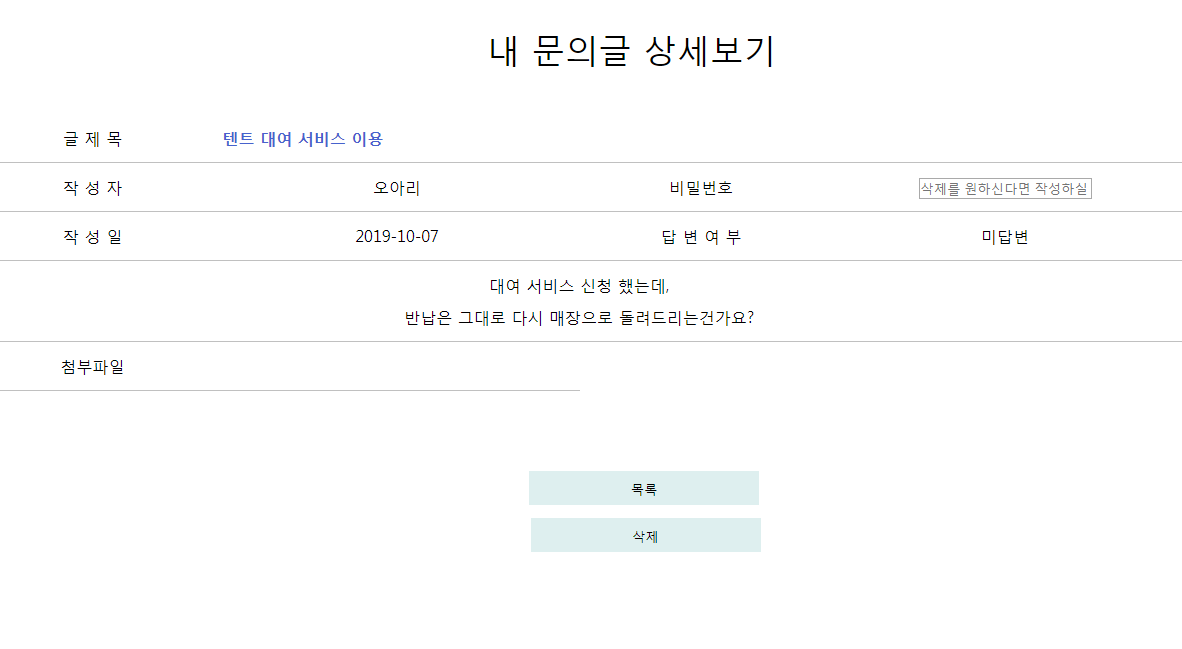 내 문의글 상세보기
글 제 목 텐트 대여 서비스 이용
작 성 자 오아리 비밀번호 삭제를 원하신다면 작성하실
작 성 일 2019-10-07 답 변 여 부 미답변
대여 서비스 신청 했는데,
반납은 그대로 다시 매장으로 돌려드리는건가요?
첨부파일
목록
삭제